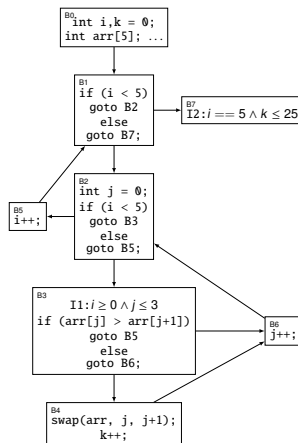 B0
int i,k = 0;
int arr[5]; ...
B1
if (i < 5)
goto B2
else
goto B7;
B7
I2: i == 5 ∧ k ≤ 25
B2
int j = 0;
if (i < 5)
goto B3
else
goto B5;
B5
i++;
B3
I1: i ≥ 0 ∧ j ≤ 3
if (arr[j] > arr[j+1])
goto B5
else
goto B6;
B6
j++;
B4
swap(arr, j, j+1);
k++;